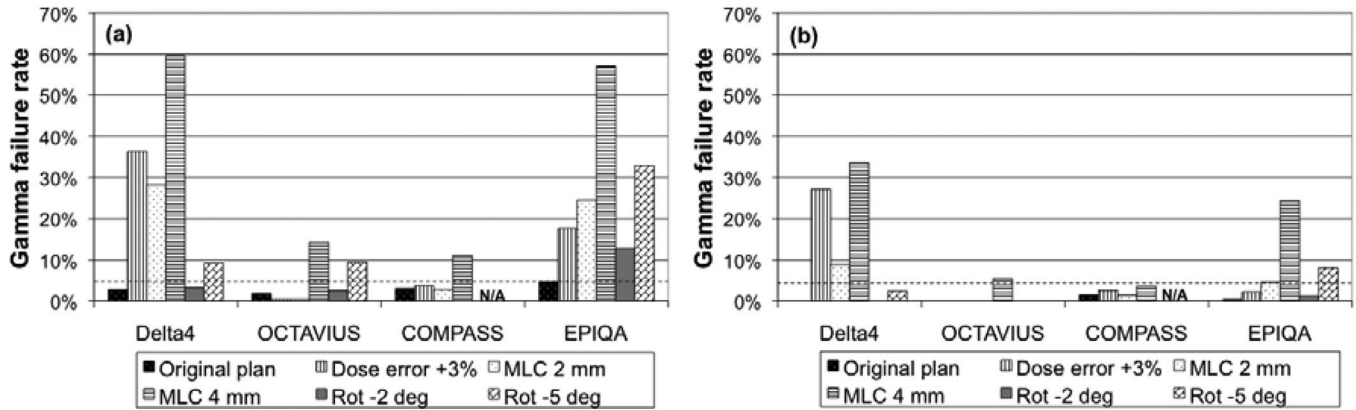 (a)
Gamma failure rate
70%
60%
50%
40%
30%
20%
10%
0%
N/A
Delta4 OCTAVIUS COMPASS EPIQA
Original plan Dose error +3% MLC 2 mm
MLC 4 mm Rot -2 deg Rot -5 deg
(b)
Gamma failure rate
70%
60%
50%
40%
30%
20%
10%
0%
N/A
Delta4 OCTAVIUS COMPASS EPIQA
Original plan Dose error +3% MLC 2 mm
MLC 4 mm Rot -2 deg Rot -5 deg